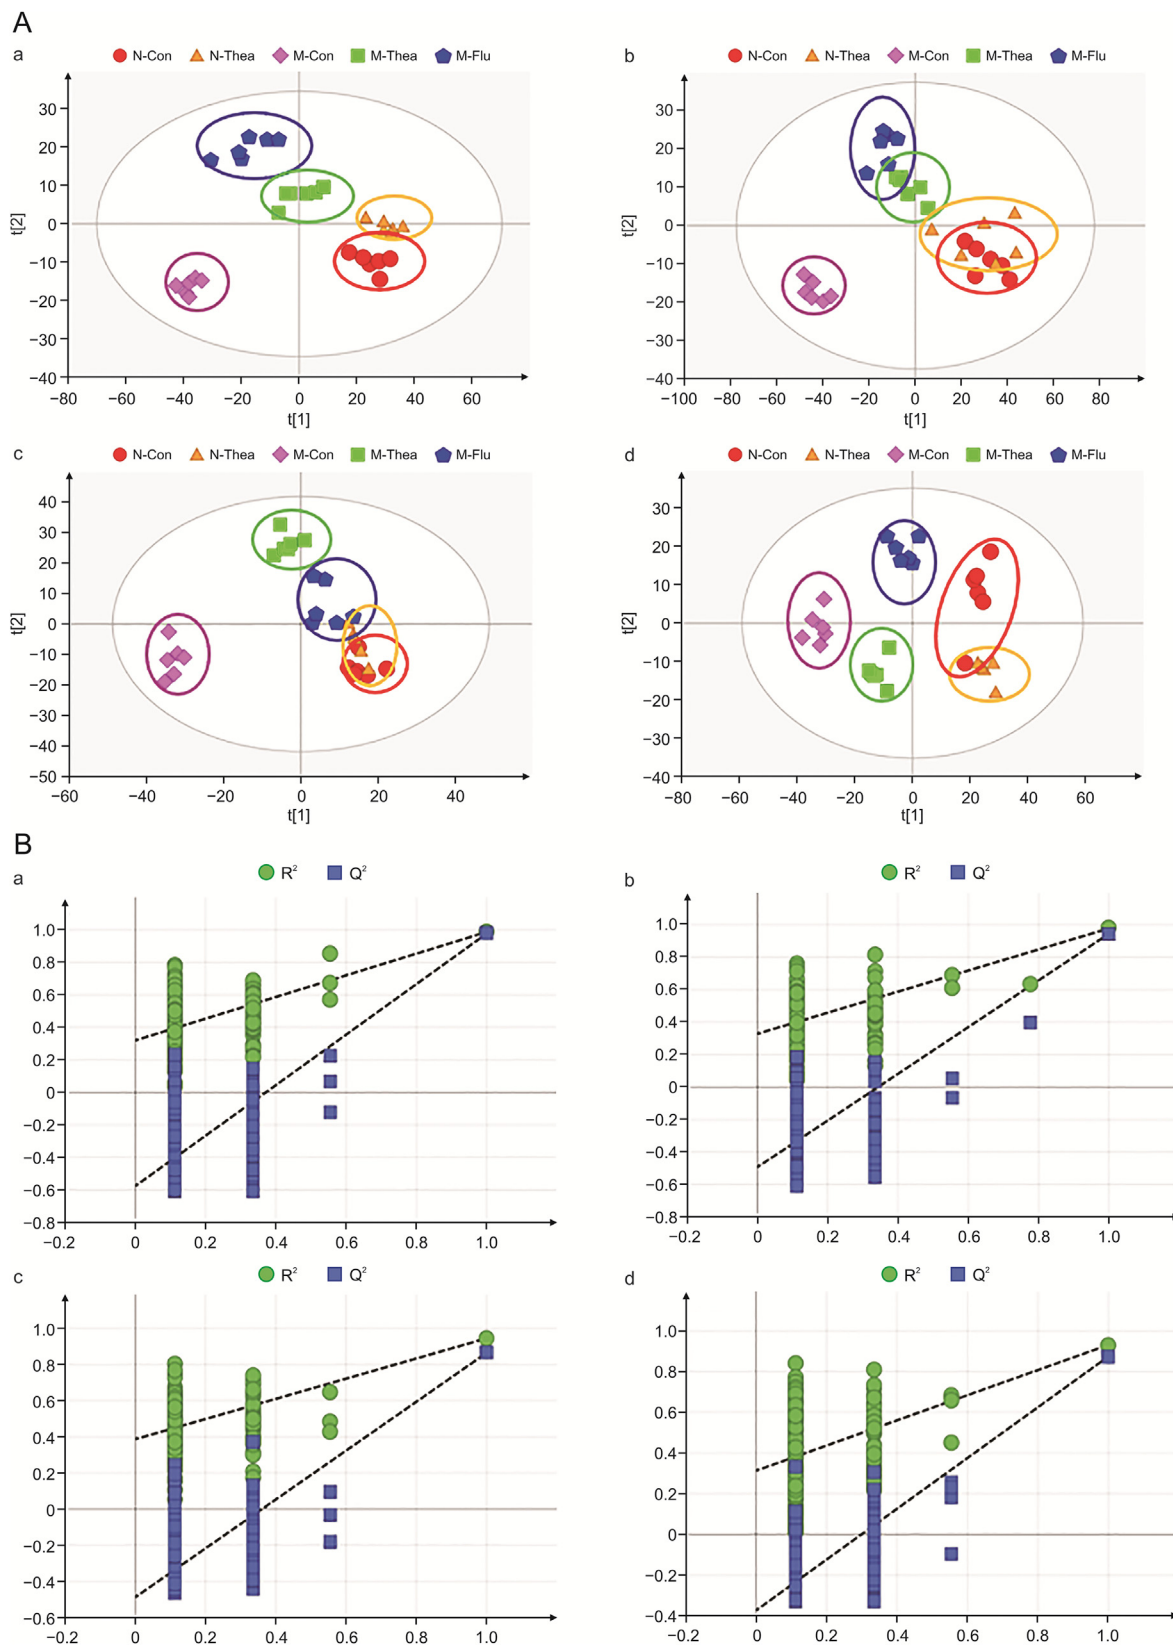 A
a
N-Con N-Thea M-Con M-Thea M-Flu
30
20
10
0
−10
−20
−30
−40
t[2]
−80 −60 −40 −20 0 20 40 60 80
t[1]
b
N-Con N-Thea M-Con M-Thea M-Flu
30
20
10
0
−10
−20
−30
−40
t[2]
−100 −80 −60 −40 −20 0 20 40 60 80
t[1]
c
N-Con N-Thea M-Con M-Thea M-Flu
40
30
20
10
0
−10
−20
−30
−40
−50
t[2]
−60 −40 −20 0 20 40
t[1]
d
N-Con N-Thea M-Con M-Thea M-Flu
30
20
10
0
−10
−20
−30
−40
t[2]
−80 −60 −40 −20 0 20 40 60
t[1]
B
a
R² Q²
1.0
0.8
0.6
0.4
0.2
0
−0.2
−0.4
−0.6
−0.8
−0.2 0 0.2 0.4 0.6 0.8 1.0
b
R² Q²
1.0
0.8
0.6
0.4
0.2
0
−0.2
−0.4
−0.6
−0.8
−0.2 0 0.2 0.4 0.6 0.8 1.0
c
R² Q²
1.0
0.8
0.6
0.4
0.2
0
−0.2
−0.4
−0.6
−0.2 0 0.2 0.4 0.6 0.8 1.0
d
R² Q²
1.0
0.8
0.6
0.4
0.2
0
−0.2
−0.4
−0.2 0 0.2 0.4 0.6 0.8 1.0